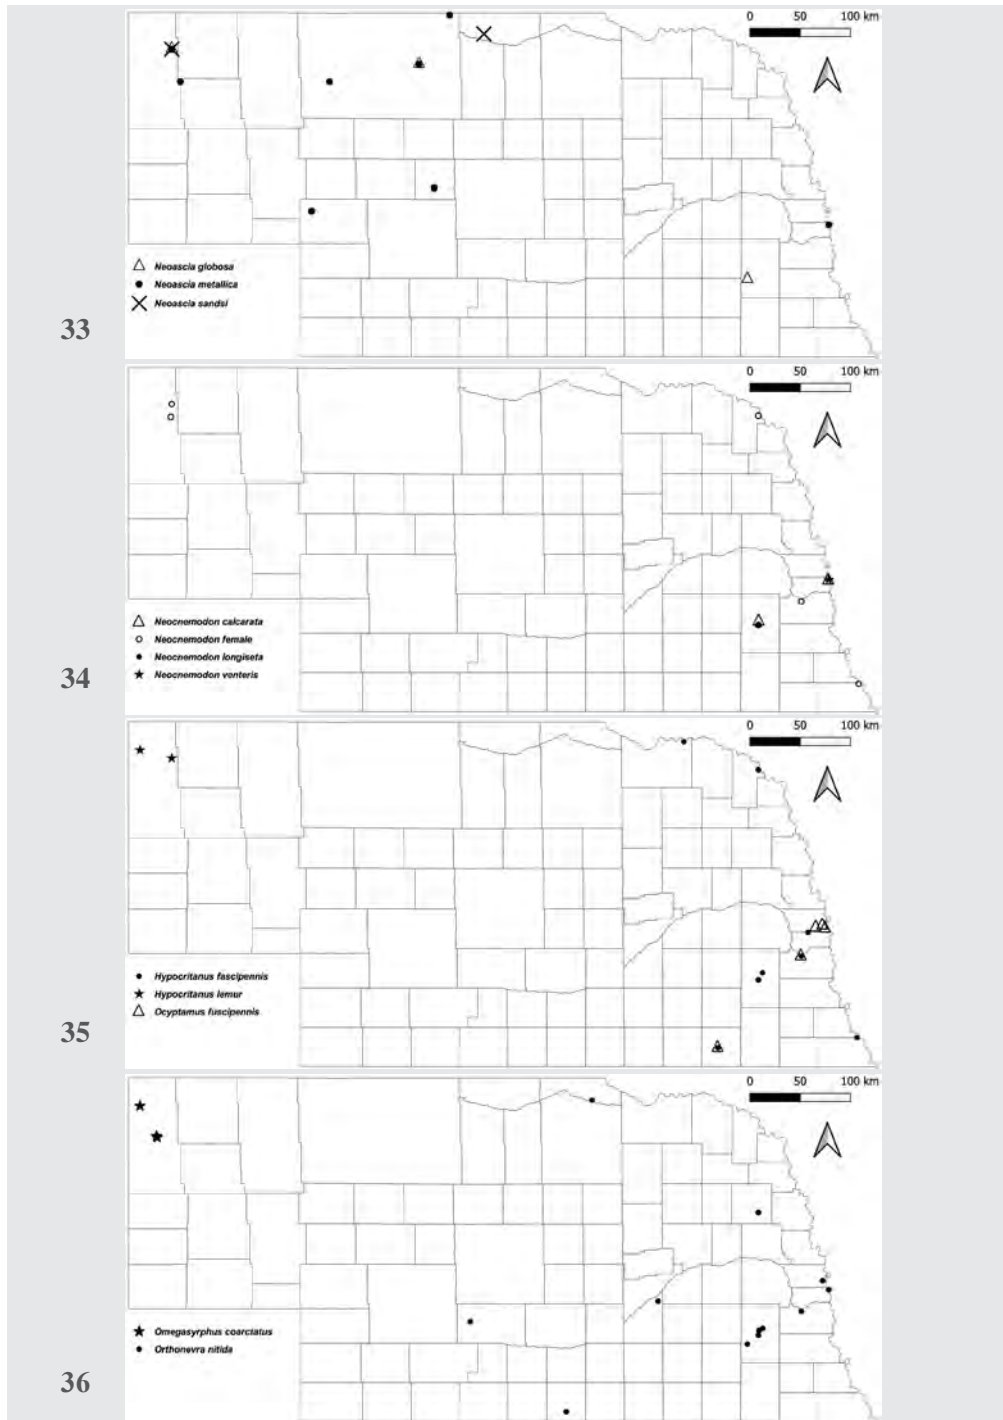 0 50 100 km
Neoascia globosa
Neoascia metallica
Neoascia sandsi
33
0 50 100 km
Neocnemodon calcarata
Neocnemodon female
Neocnemodon longiseta
Neocnemodon venteris
34
0 50 100 km
Hypocritanus fascipennis
Hypocritanus lemur
Ocyptamus fuscipennis
35
0 50 100 km
Omegasyrphus coarctatus
Orthonevra nitida
36